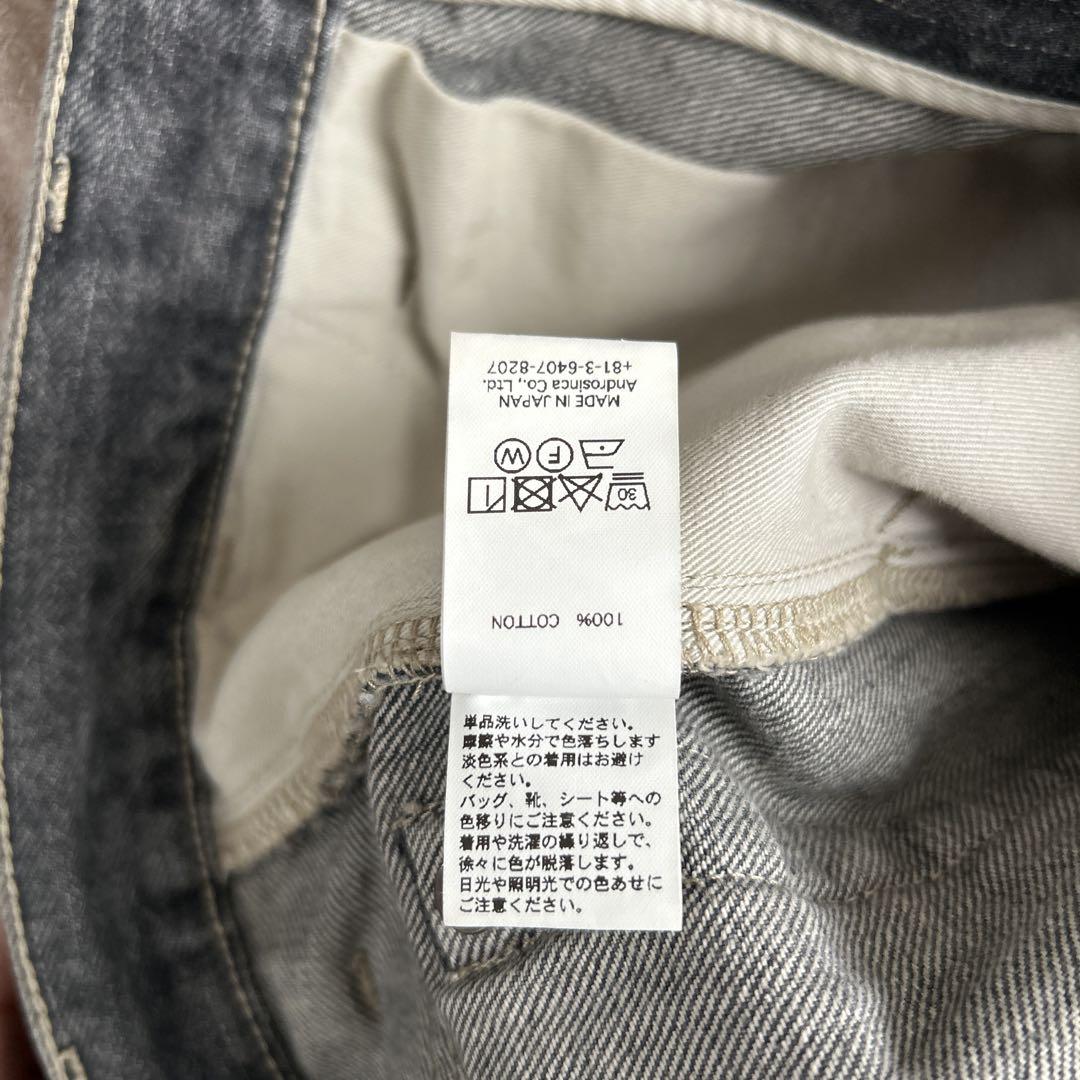 100% COTTON
30
F W
MADE IN JAPAN
Androsinca Co., Ltd.
+81-3-6407-8207
単品洗いしてください。
摩擦や水分で色落ちします
淡色系との着用はお避け
ください。
バッグ、靴、シート等への
色移りにご注意ください。
着用や洗濯の繰り返しで、
徐々に色が脱落します。
日光や照明光での色あせに
ご注意ください。